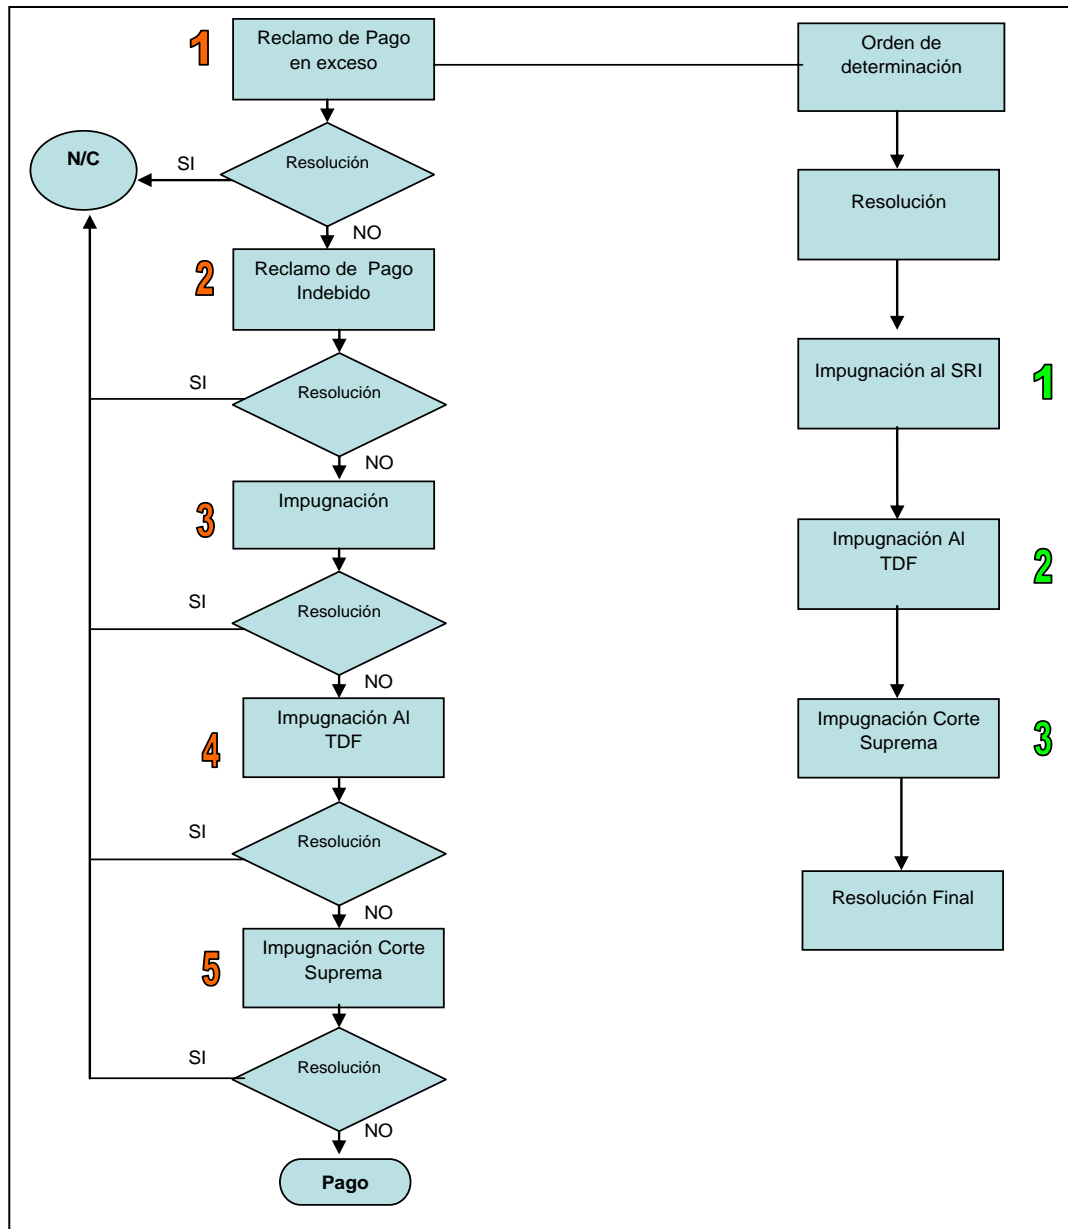 1
Reclamo de Pago
en exceso
Orden de
determinación
N/C
SI
Resolución
NO
Resolución
2
Reclamo de Pago
Indebido
SI
Resolución
NO
Impugnación al SRI
1
3
Impugnación
SI
Resolución
NO
Impugnación Al
TDF
2
4
Impugnación Al
TDF
SI
Resolución
NO
Impugnación Corte
Suprema
3
5
Impugnación Corte
Suprema
Resolución Final
SI
Resolución
NO
Pago